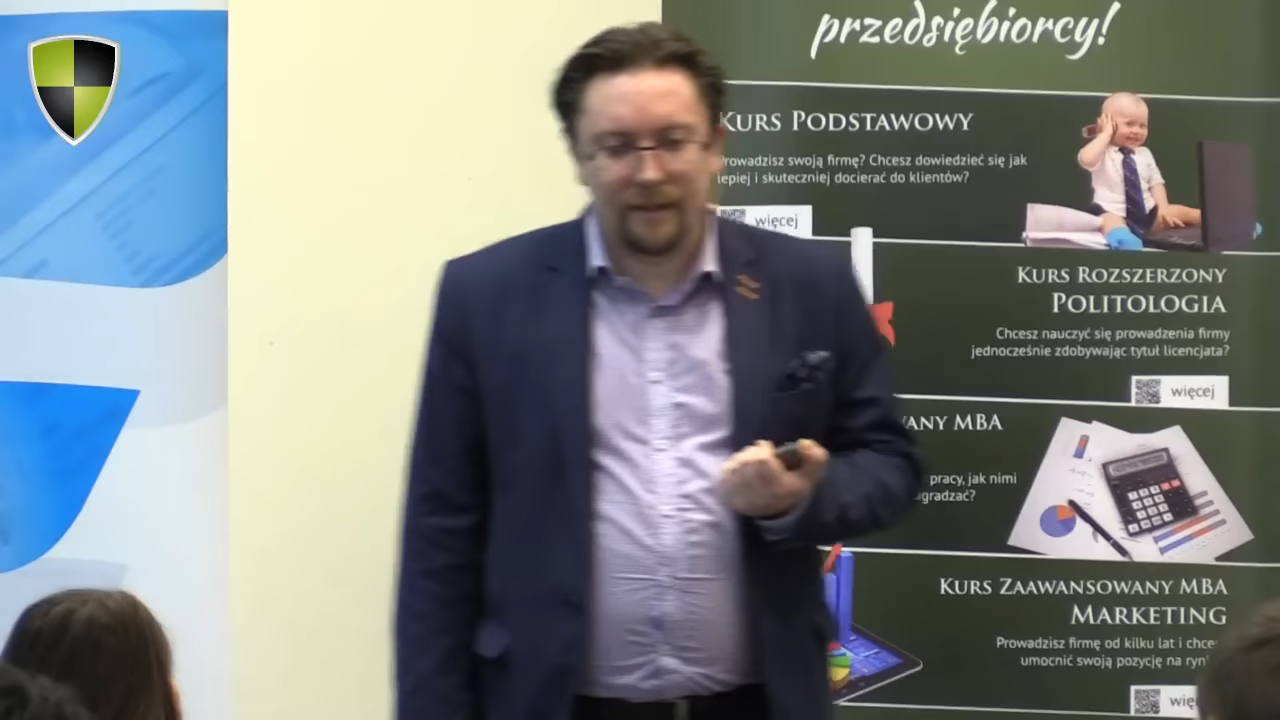 przedsiębiorcy!
Kurs Podstawowy
Prowadzisz swoją firmę? Chcesz dowiedzieć się jak
lepiej i skuteczniej docierać do klientów?
więcej
Kurs Rozszerzony
Politologia
Chcesz nauczyć się prowadzenia firmy
jednocześnie zdobywając tytuł licencjata?
więcej
MBA
pracy, jak nimi
Kurs Zaawansowany MBA
Marketing
Prowadzisz firmę od kilku lat i
umocnić swoją pozycję na